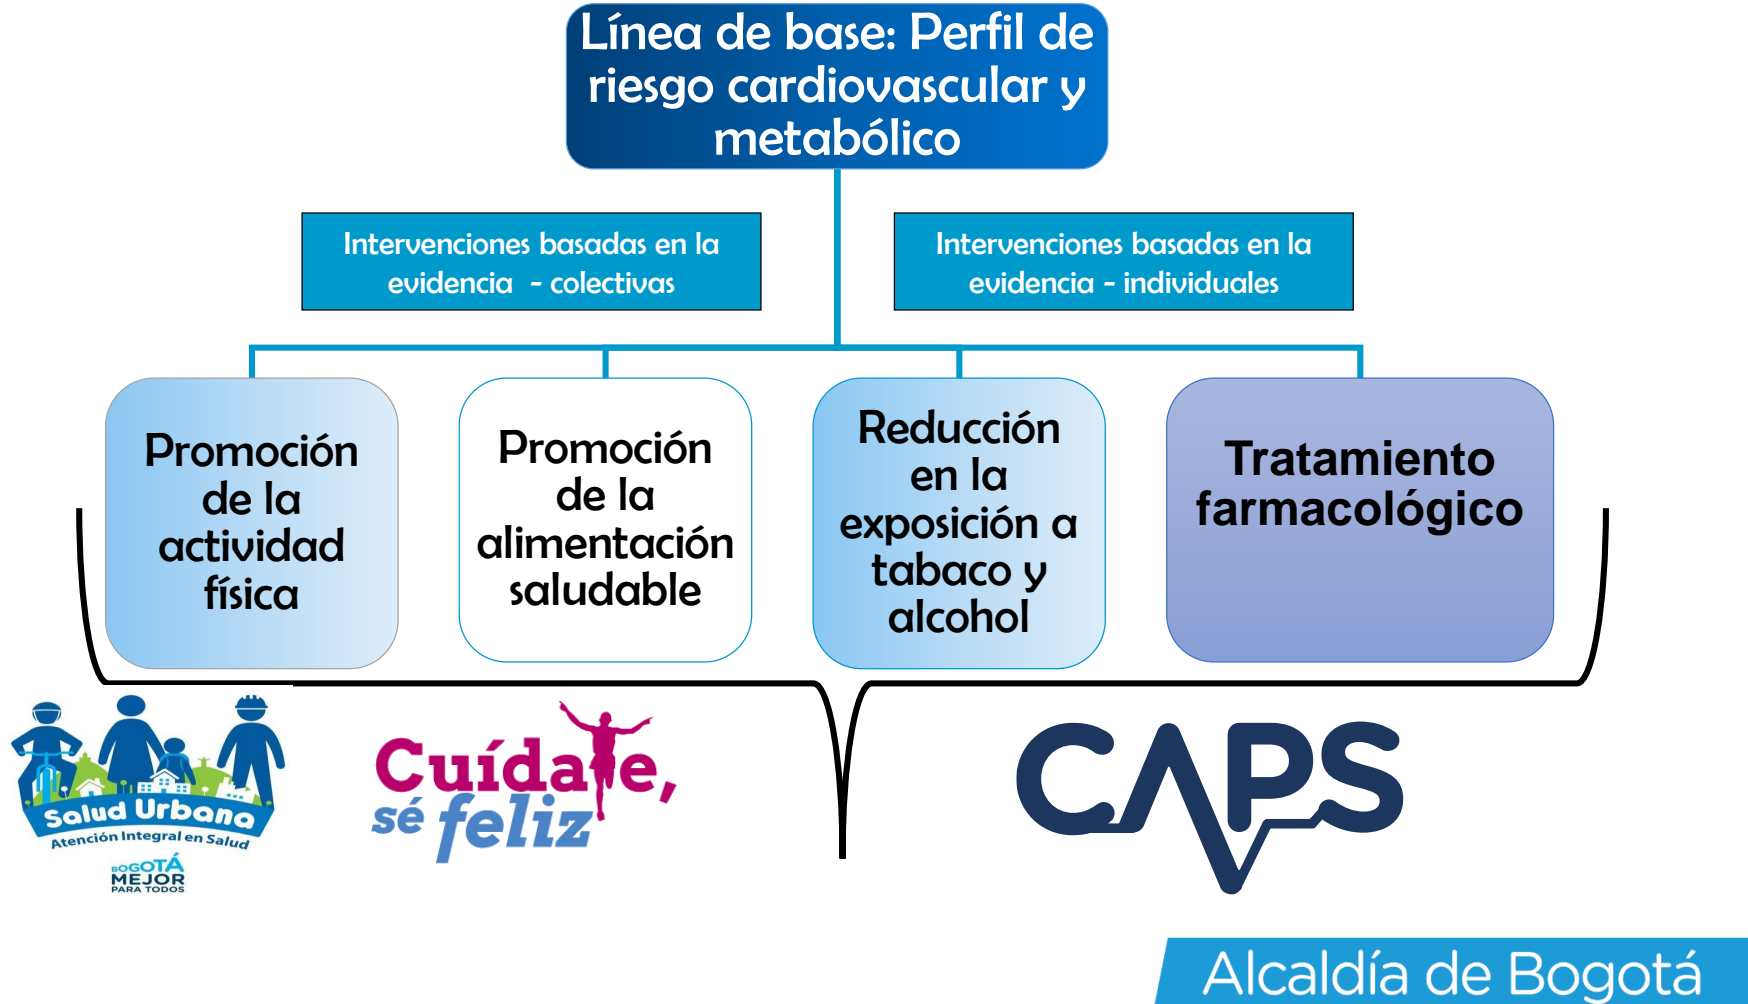 Línea de base: Perfil de
riesgo cardiovascular y
metabólico
Intervenciones basadas en la
evidencia - colectivas
Intervenciones basadas en la
evidencia - individuales
Promoción
de la
actividad
física
Promoción
de la
alimentación
saludable
Reducción
en la
exposición a
tabaco y
alcohol
Tratamiento
farmacológico
Salud Urbana
Atención Integral en Salud
BOGOTÁ
MEJOR
PARA TODOS
Cuídate,
sé feliz
CAPS
Alcaldía de Bogotá